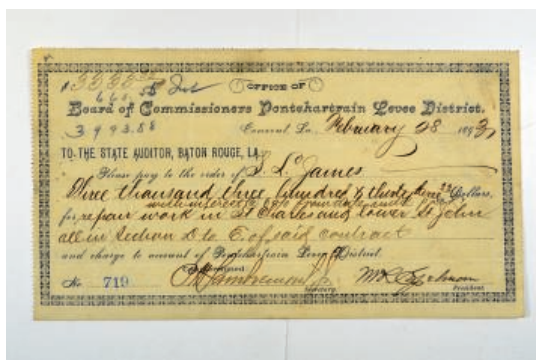 OFFICE OF
Board of Commissioners Pontchartrain Levee District.
3993.88
Convent La., February 28 1893
TO THE STATE AUDITOR, BATON ROUGE, LA.
Please pay to the order of S. L. James
Three thousand three hundred & thirty Dollars,
for repair work in St Charles and lower St John
all in Section D to E of said contract
and charge to amount of Pontchartrain Levee District.
Secretary. President.
No 719